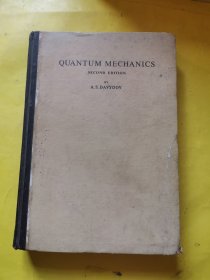 QUANTUM MECHANICS
SECOND EDITION
BY
A.S DAVYDOV